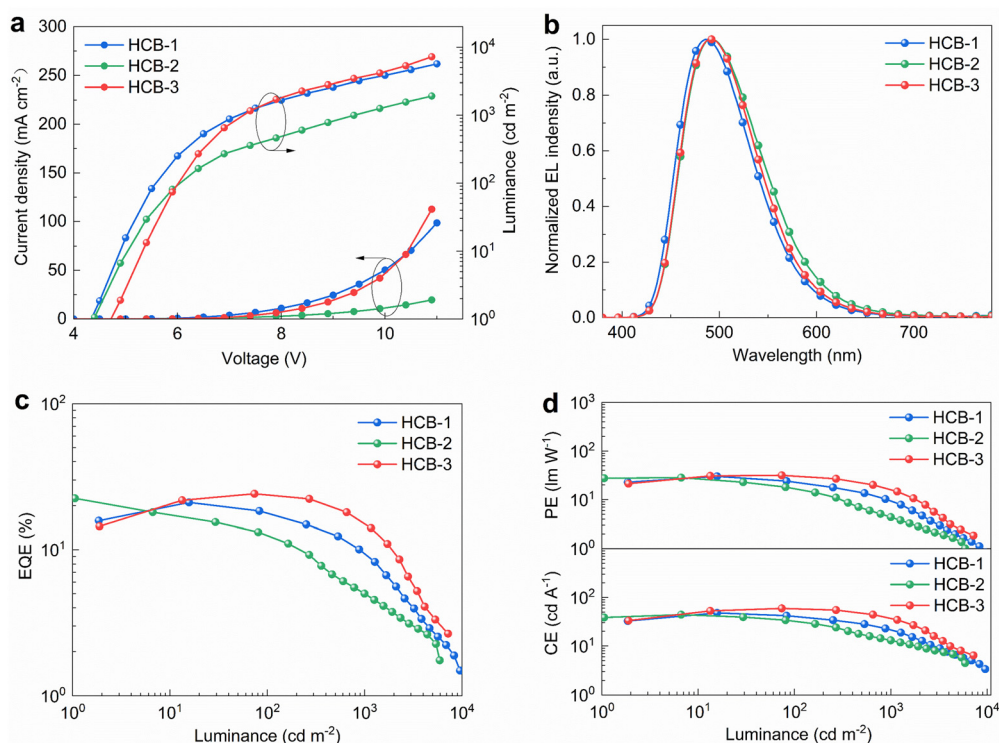 a
300
250
200
150
100
50
0
Current density (mA cm⁻²)
HCB-1
HCB-2
HCB-3
10⁴
10³
10²
10¹
10⁰
Luminance (cd m⁻²)
4 6 8 10
Voltage (V)
b
1.0
0.8
0.6
0.4
0.2
0.0
Normalized EL indensity (a.u.)
HCB-1
HCB-2
HCB-3
400 500 600 700
Wavelength (nm)
c
10²
10¹
10⁰
EQE (%)
HCB-1
HCB-2
HCB-3
10⁰ 10¹ 10² 10³ 10⁴
Luminance (cd m⁻²)
d
10³
10²
10¹
10⁰
PE (lm W⁻¹)
HCB-1
HCB-2
HCB-3
10²
10¹
10⁰
CE (cd A⁻¹)
HCB-1
HCB-2
HCB-3
10⁰ 10¹ 10² 10³ 10⁴
Luminance (cd m⁻²)